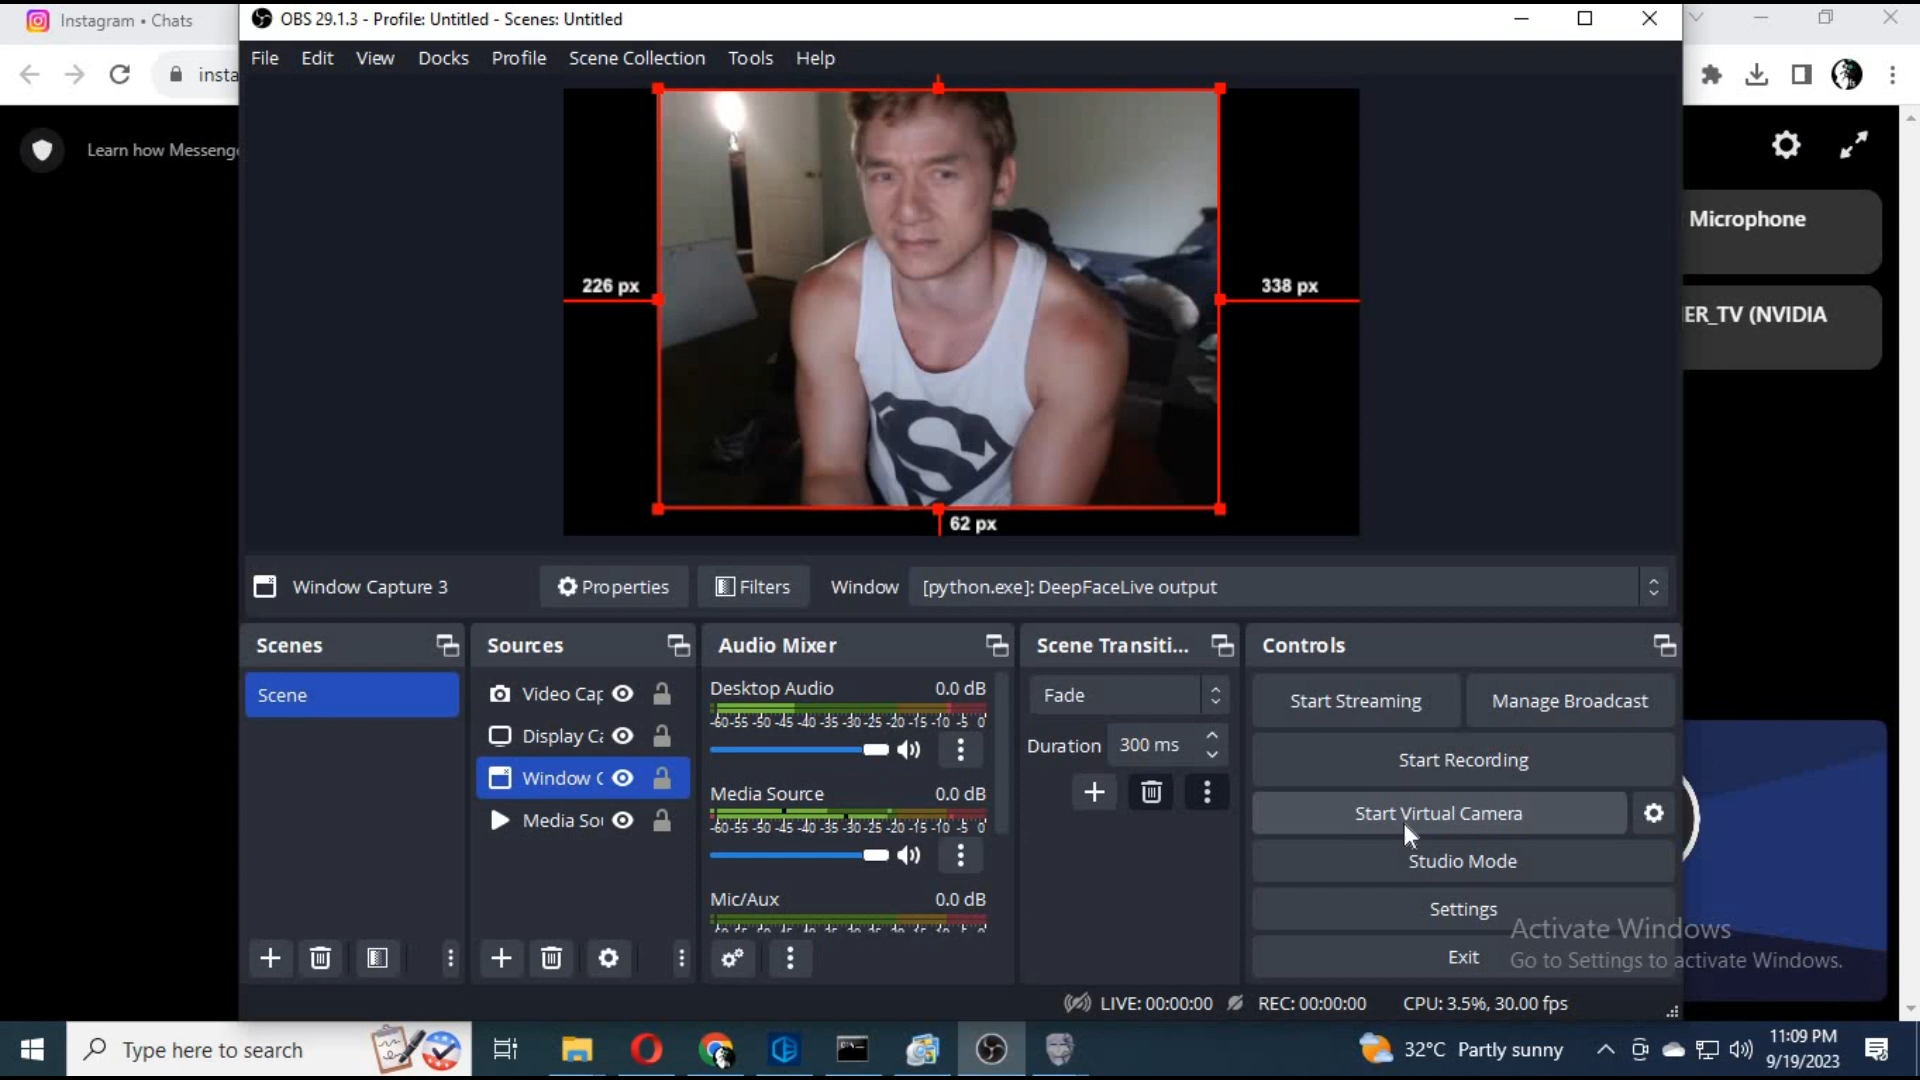 Instagram • Chats
OBS 29.1.3 - Profile: Untitled - Scenes: Untitled
File Edit View Docks Profile Scene Collection Tools Help
insta
Learn how Messeng
Microphone
ER_TV (NVIDIA
226 px
338 px
62 px
Window Capture 3
Properties
Filters
Window
[python.exe]: DeepFaceLive output
Scenes
Sources
Audio Mixer
Scene Transiti...
Controls
Scene
Video Cap
Display Ca
Window C
Media Sou
Desktop Audio 0.0 dB
-60 -55 -50 -45 -40 -35 -30 -25 -20 -15 -10 -5 0
Media Source 0.0 dB
-60 -55 -50 -45 -40 -35 -30 -25 -20 -15 -10 -5 0
Mic/Aux 0.0 dB
Fade
Duration 300 ms
Start Streaming
Manage Broadcast
Start Recording
Start Virtual Camera
Studio Mode
Settings
Exit
Activate Windows
Go to Settings to activate Windows.
LIVE: 00:00:00
REC: 00:00:00
CPU: 3.5%, 30.00 fps
Type here to search
32°C Partly sunny
11:09 PM
9/19/2023